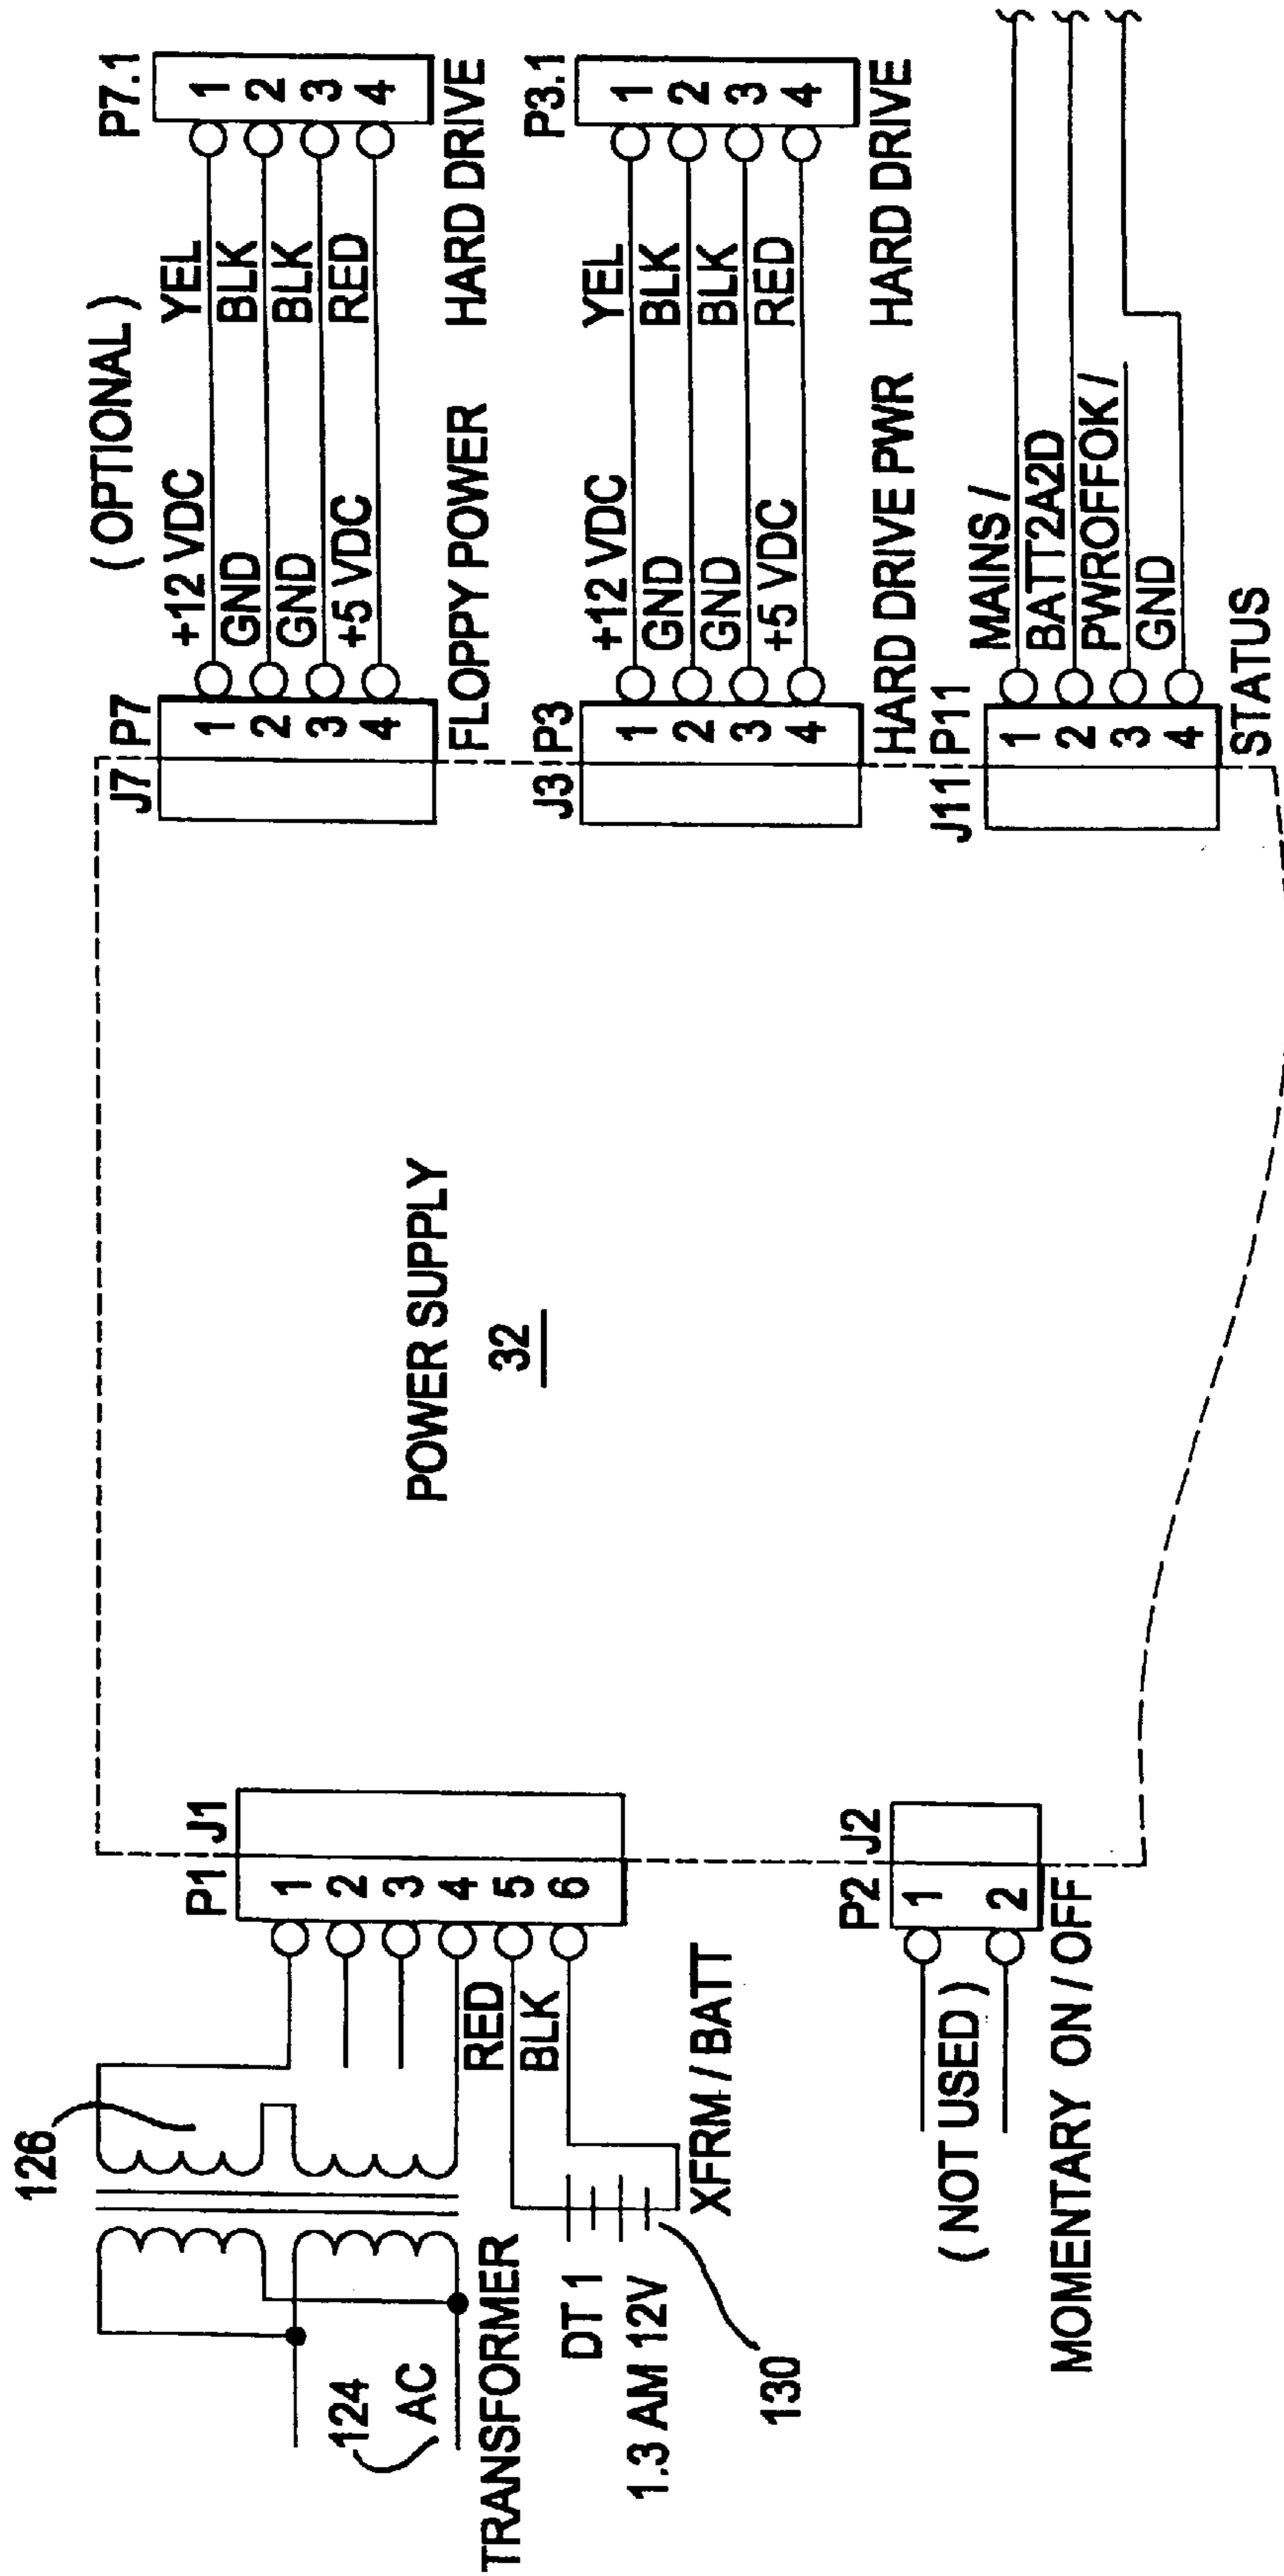 126
124
AC
TRANSFORMER
DT 1
1.3 AM 12V
130
RED
BLK
XFRM / BATT
P1 J1
1
2
3
4
5
6
P2 J2
1
2
( NOT USED )
MOMENTARY ON / OFF
POWER SUPPLY
32
( OPTIONAL )
J7 P7
1
2
3
4
+12 VDC
GND
GND
+5 VDC
YEL
BLK
BLK
RED
P7.1
1
2
3
4
FLOPPY POWER HARD DRIVE
J3 P3
1
2
3
4
+12 VDC
GND
GND
+5 VDC
YEL
BLK
BLK
RED
P3.1
1
2
3
4
HARD DRIVE PWR HARD DRIVE
J11 P11
1
2
3
4
MAINS /
BATT2A2D
PWROFFOK /
GND
STATUS